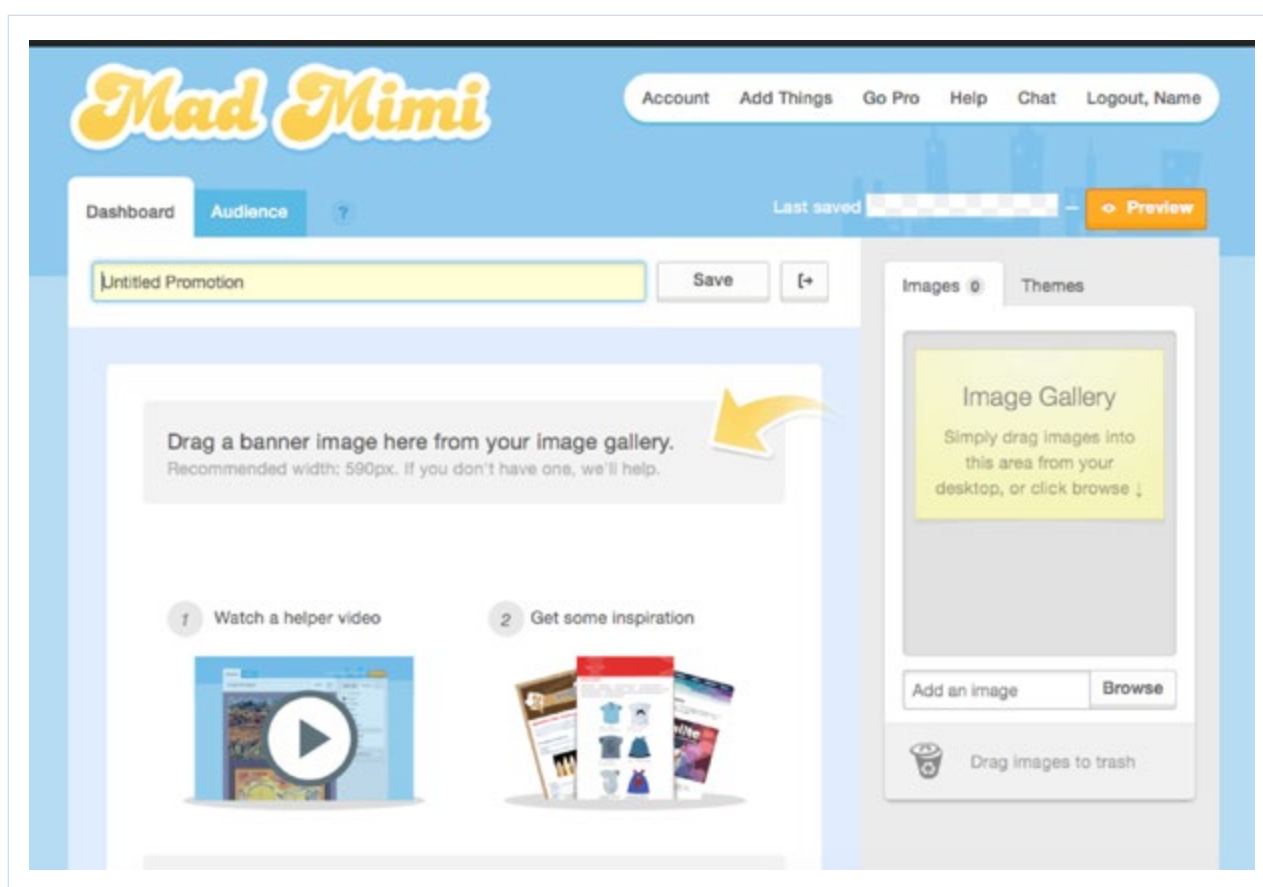 Mad Mimi
Account Add Things Go Pro Help Chat Logout, Name
Dashboard Audience ?
Last saved – Preview
Untitled Promotion Save
Images 0 Themes
Drag a banner image here from your image gallery.
Recommended width: 590px. If you don't have one, we'll help.
Image Gallery
Simply drag images into
this area from your
desktop, or click browse ↓
1 Watch a helper video
2 Get some inspiration
Add an image Browse
Drag images to trash